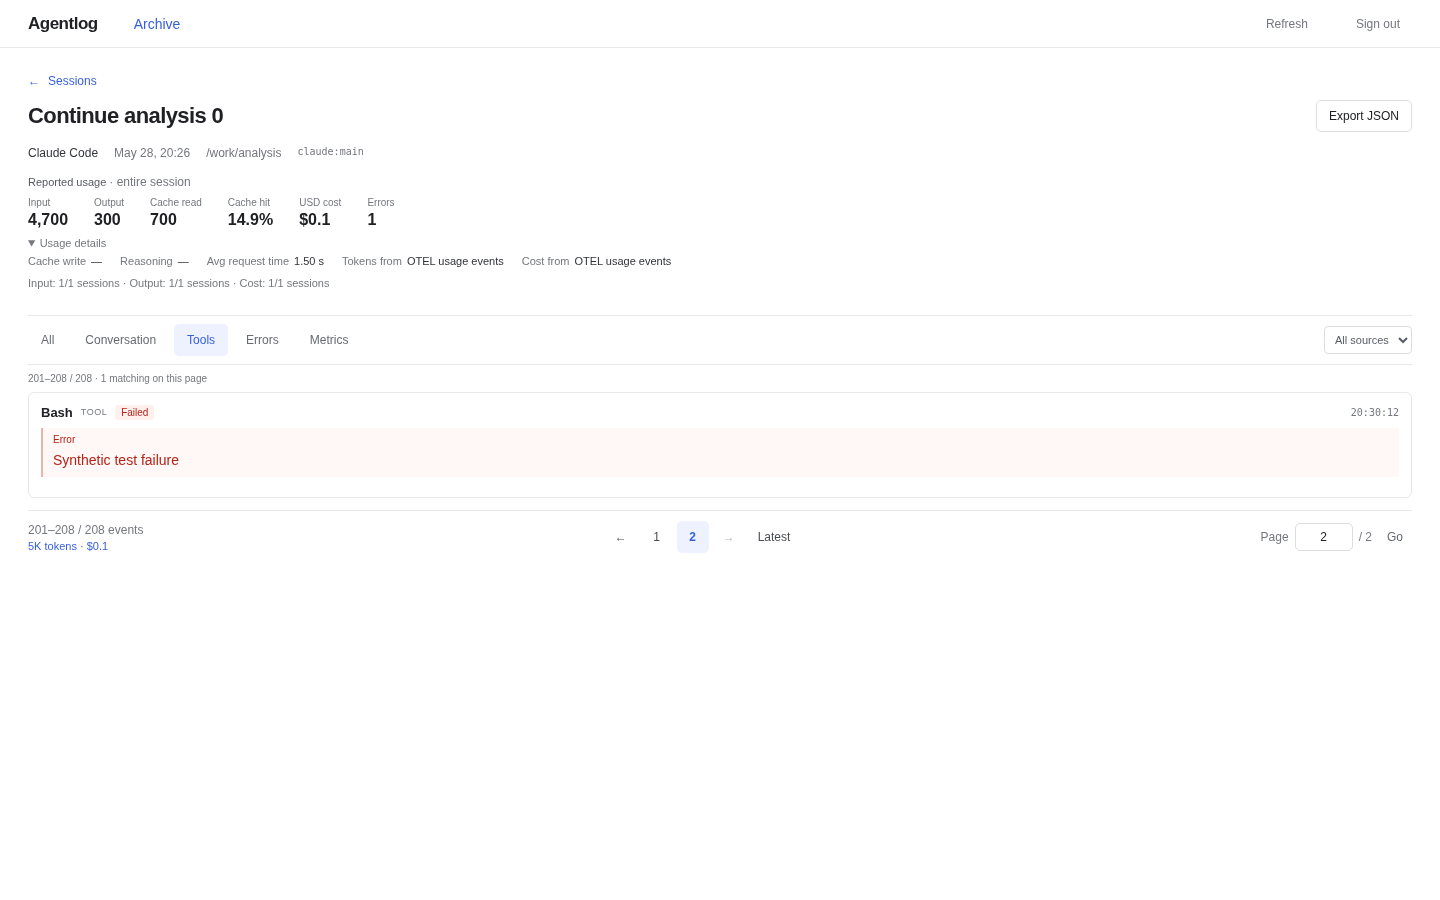 Agentlog Archive Refresh Sign out
← Sessions
Continue analysis 0 Export JSON
Claude Code May 28, 20:26 /work/analysis claude:main
Reported usage · entire session
Input Output Cache read Cache hit USD cost Errors
4,700 300 700 14.9% $0.1 1
▼ Usage details
Cache write — Reasoning — Avg request time 1.50 s Tokens from OTEL usage events Cost from OTEL usage events
Input: 1/1 sessions · Output: 1/1 sessions · Cost: 1/1 sessions
All Conversation Tools Errors Metrics All sources
201–208 / 208 · 1 matching on this page
Bash TOOL Failed 20:30:12
Error
Synthetic test failure
201–208 / 208 events
5K tokens · $0.1
← 1 2 → Latest
Page 2 / 2 Go